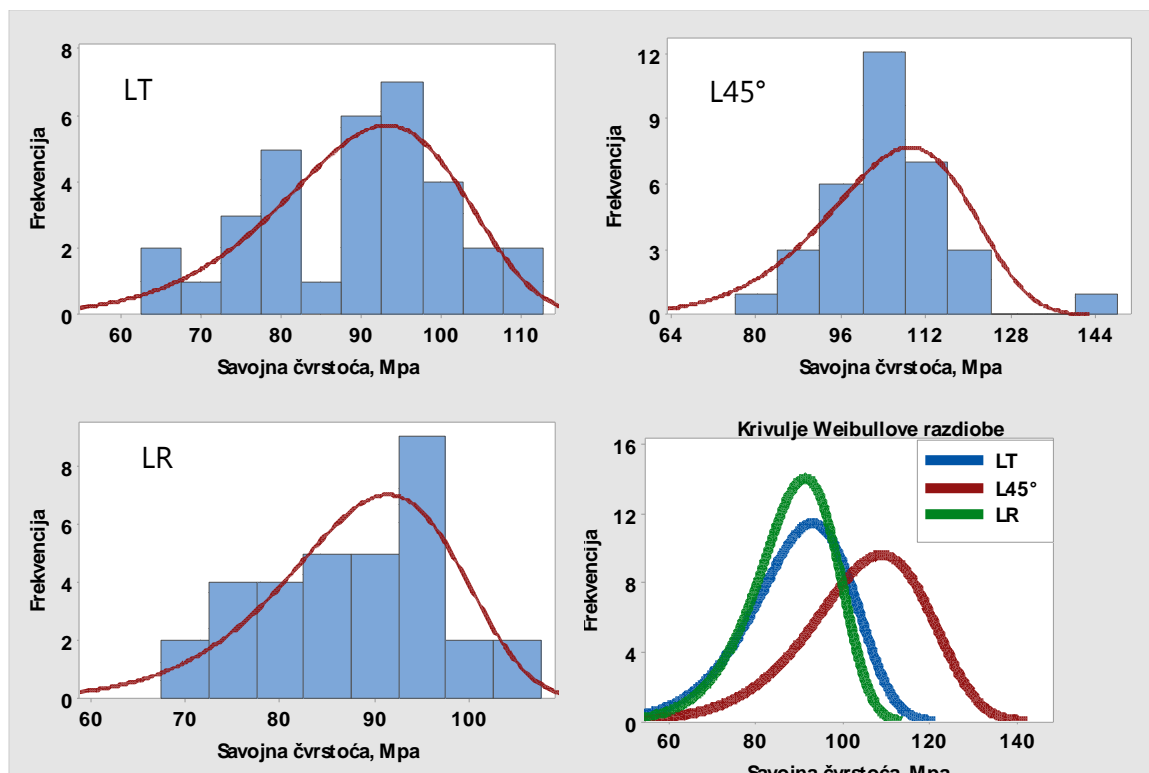 LT
Frekvencija
8
6
4
2
0
60 70 80 90 100 110
Savojna čvrstoća, Mpa
L45°
Frekvencija
12
9
6
3
0
64 80 96 112 128 144
Savojna čvrstoća, Mpa
LR
Frekvencija
8
6
4
2
0
60 70 80 90 100
Savojna čvrstoća, Mpa
Krivulje Weibullove razdiobe
LT
L45°
LR
Frekvencija
16
12
8
4
0
60 80 100 120 140
Savojna čvrstoća, Mpa